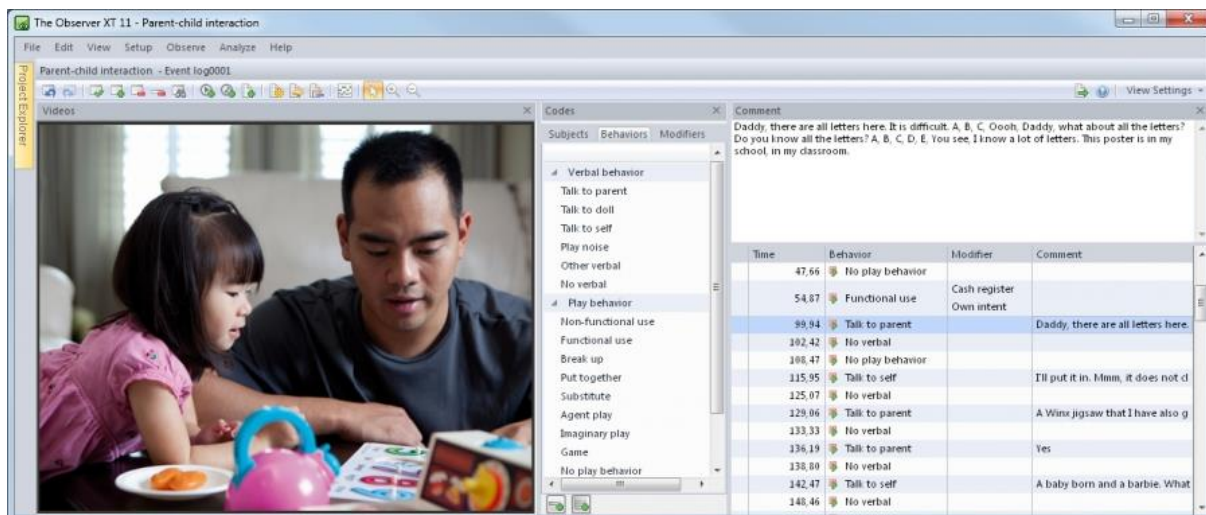 The Observer XT 11 - Parent-child interaction
File Edit View Setup Observe Analyze Help
Project Explorer
Parent-child interaction - Event log0001
View Settings
Videos
Codes
Subjects Behaviors Modifiers
Verbal behavior
Talk to parent
Talk to doll
Talk to self
Play noise
Other verbal
No verbal
Play behavior
Non-functional use
Functional use
Break up
Put together
Substitute
Agent play
Imaginary play
Game
No play behavior
Comment
Daddy, there are all letters here. It is difficult. A, B, C, Oooh, Daddy, what about all the letters?
Do you know all the letters? A, B, C, D, E, You see, I know a lot of letters. This poster is in my
school, in my classroom.
Time Behavior Modifier Comment
47,66 No play behavior
54,87 Functional use Cash register
Own intent
99,94 Talk to parent Daddy, there are all letters here.
102,42 No verbal
108,47 No play behavior
115,95 Talk to self I'll put it in. Mmm, it does not cl
125,07 No verbal
129,06 Talk to parent A Winx jigsaw that I have also g
133,33 No verbal
136,19 Talk to parent Yes
138,80 No verbal
142,47 Talk to self A baby born and a barbie. What
148,46 No verbal